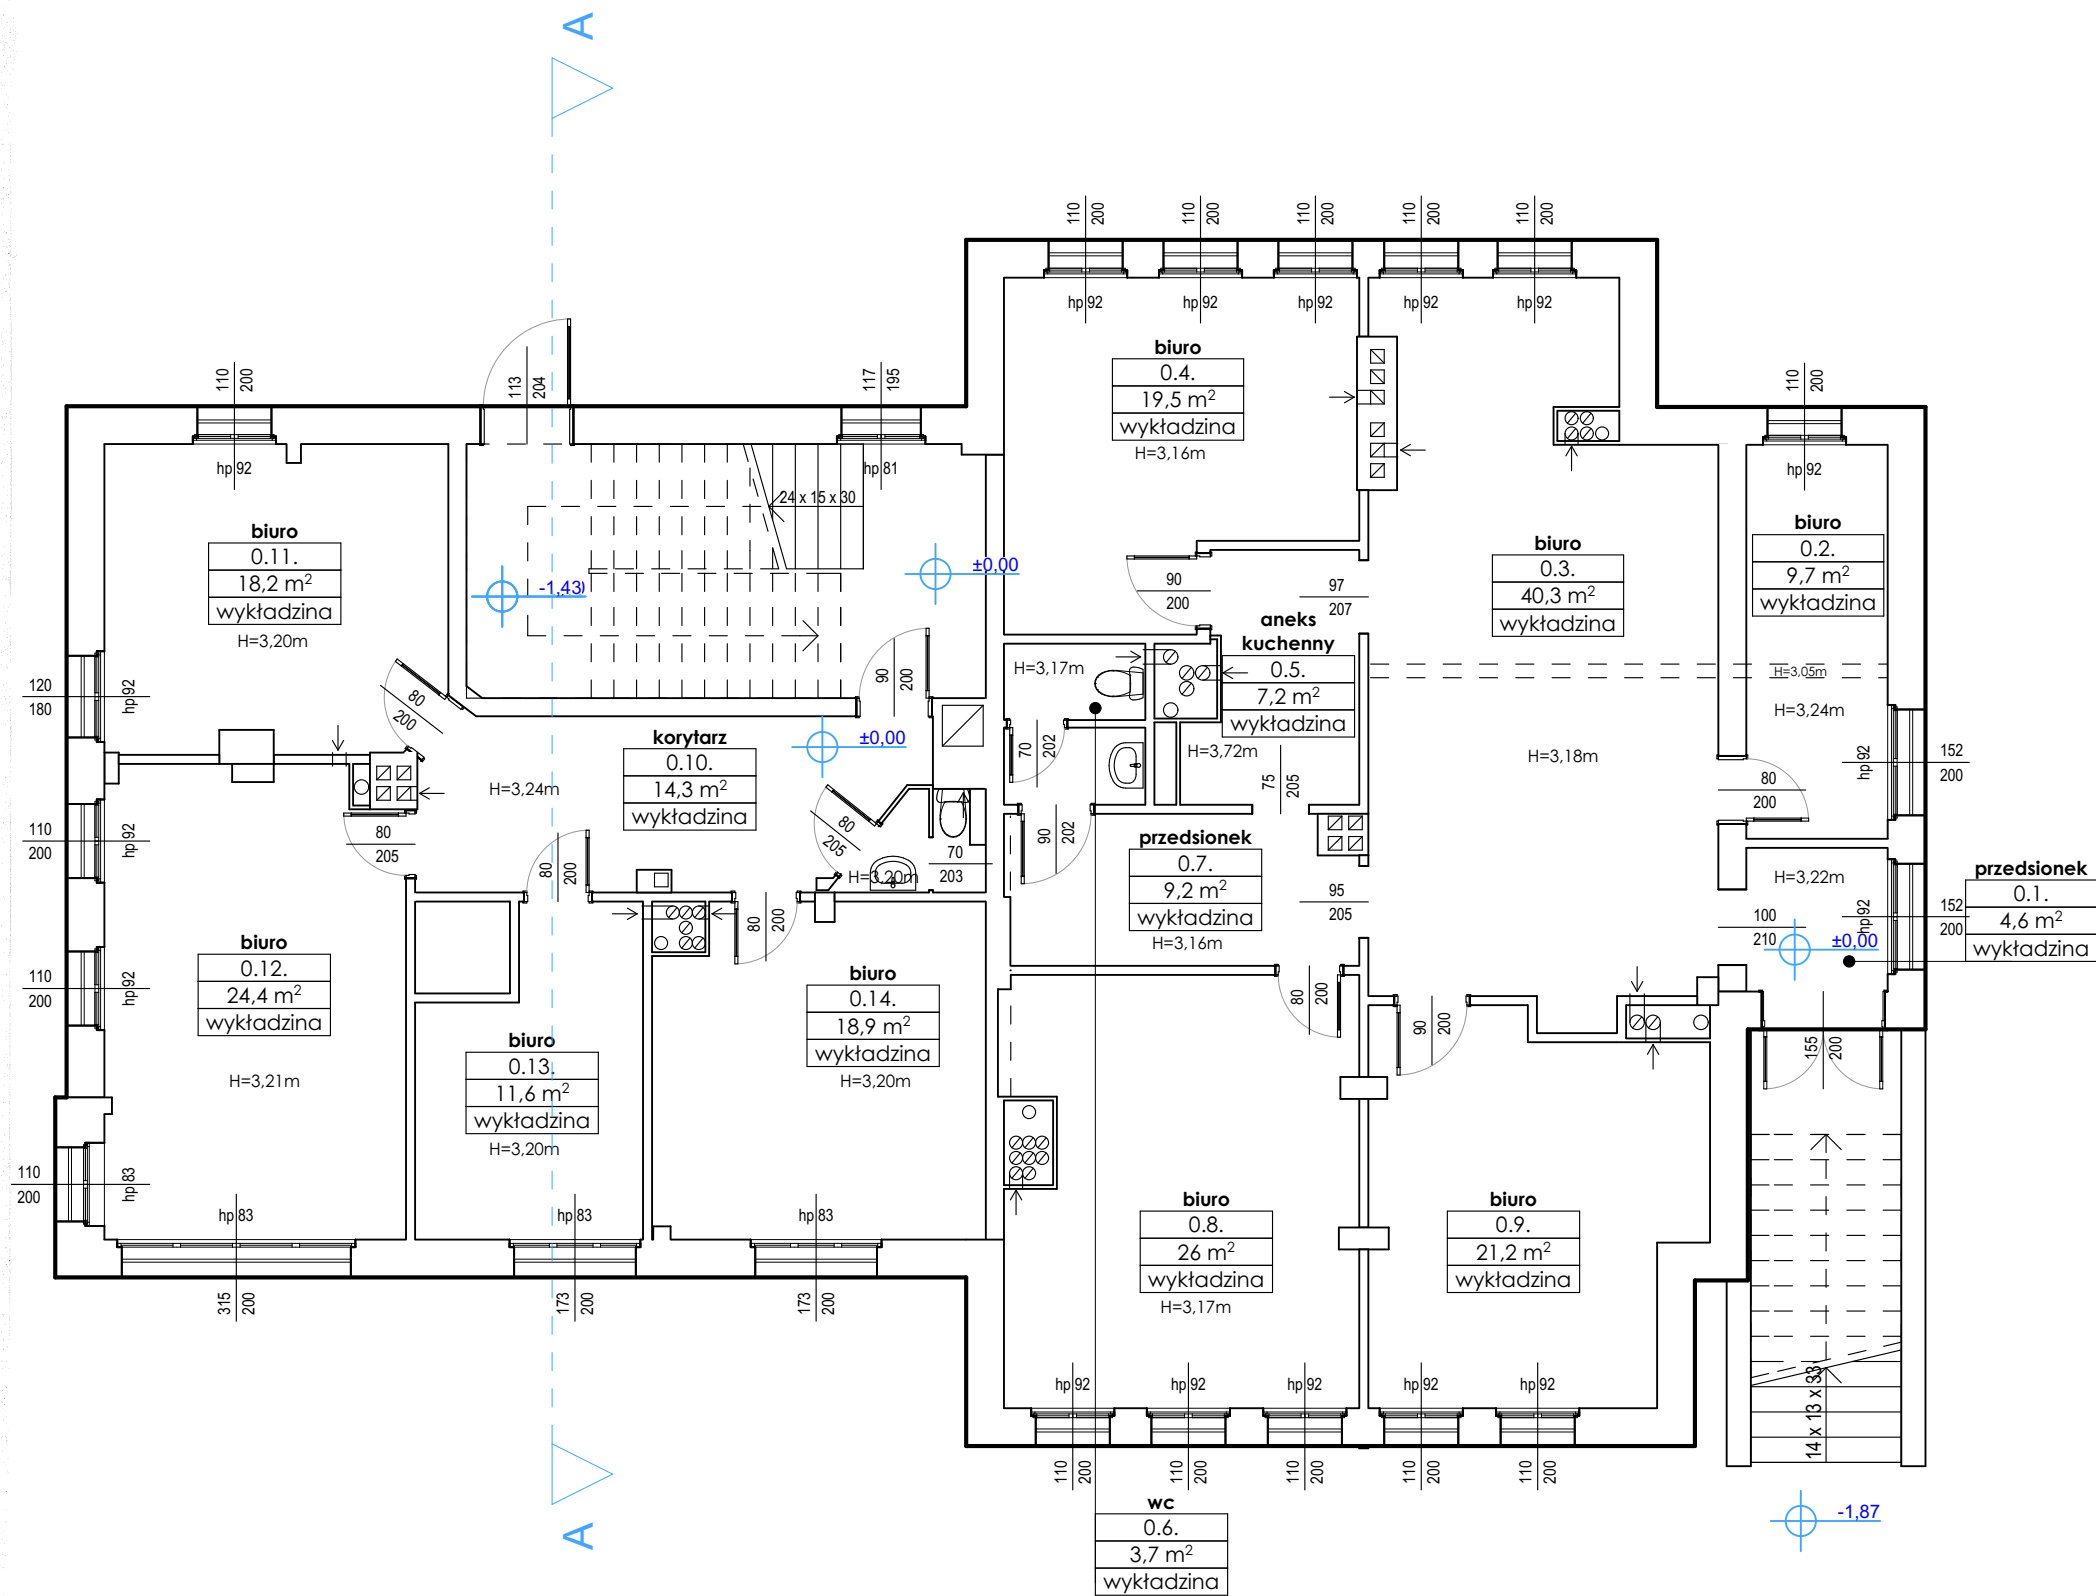 A
110
200
110
200
110
200
110
200
110
200
hp 92
hp 92
hp 92
hp 92
hp 92
110
200
113
204
117
195
110
200
hp 92
hp 81
hp 92
biuro
0.4.
19,5 m²
wykładzina
H=3,16m
24 x 15 x 30
biuro
0.11.
18,2 m²
wykładzina
H=3,20m
-1,43
±0,00
90
200
97
207
biuro
0.3.
40,3 m²
wykładzina
biuro
0.2.
9,7 m²
wykładzina
aneks
kuchenny
0.5.
7,2 m²
wykładzina
H=3,17m
H=3,05m
H=3,24m
120
180
hp 92
80
200
90
200
korytarz
0.10.
14,3 m²
wykładzina
±0,00
H=3,24m
70
202
H=3,72m
75
205
H=3,18m
80
200
152
200
hp 92
110
200
hp 92
80
205
80
200
80
205
H=3,20m
70
203
90
202
przedsionek
0.7.
9,2 m²
wykładzina
H=3,16m
95
205
H=3,22m
100
210
±0,00
152
200
hp 92
przedsionek
0.1.
4,6 m²
wykładzina
110
200
hp 92
biuro
0.12.
24,4 m²
wykładzina
H=3,21m
80
200
biuro
0.14.
18,9 m²
wykładzina
H=3,20m
80
200
90
200
155
200
biuro
0.13.
11,6 m²
wykładzina
H=3,20m
110
200
hp 83
hp 83
hp 83
hp 83
biuro
0.8.
26 m²
wykładzina
H=3,17m
biuro
0.9.
21,2 m²
wykładzina
315
200
173
200
173
200
hp 92
hp 92
hp 92
hp 92
hp 92
14 x 13 x 33
110
200
110
200
110
200
110
200
110
200
A
wc
0.6.
3,7 m²
wykładzina
-1,87